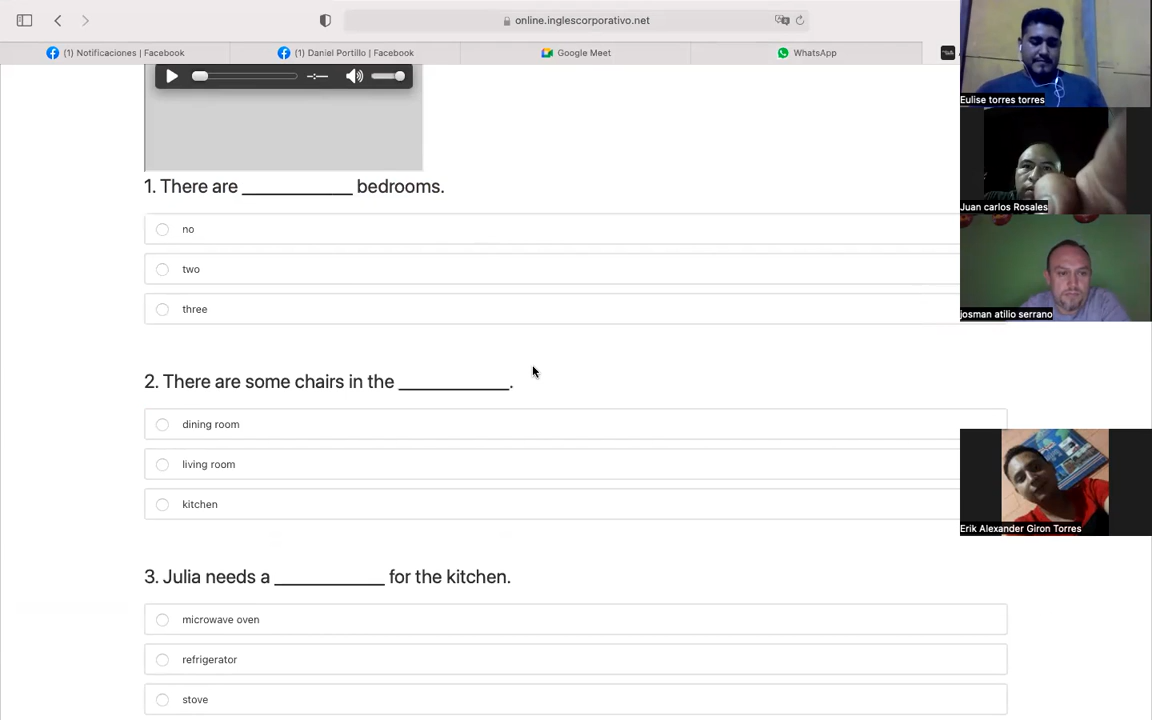 online.inglescorporativo.net
(1) Notificaciones | Facebook
(1) Daniel Portillo | Facebook
Google Meet
WhatsApp
Eulise torres torres
Juan carlos Rosales
josman atilio serrano
Erik Alexander Giron Torres
1. There are ____________ bedrooms.
no
two
three
2. There are some chairs in the ____________.
dining room
living room
kitchen
3. Julia needs a ____________ for the kitchen.
microwave oven
refrigerator
stove